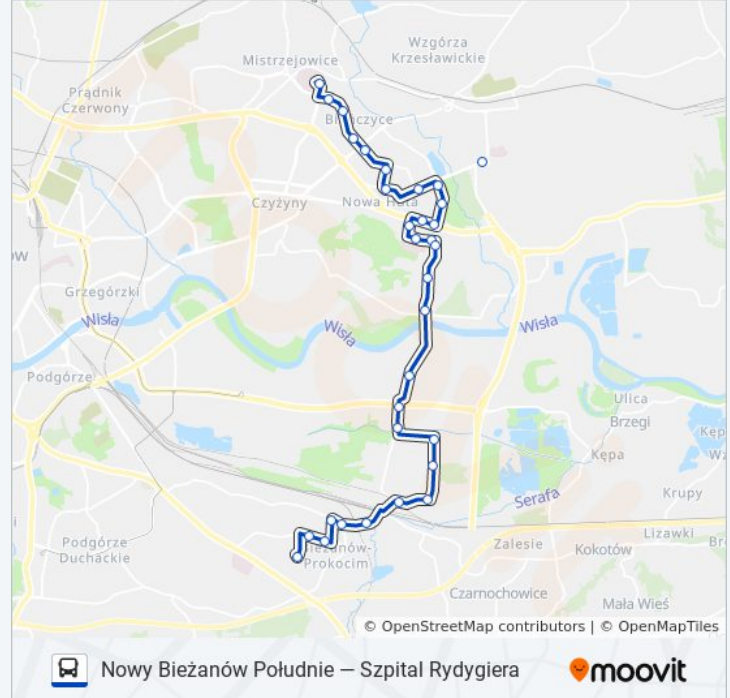 Wzgórza
Krzesławickie
Mistrzejowice
Prądnik
Czerwony
Czyżyny
Nowa Huta
Grzegórzki
Wisła
Wisła
Wisła
Podgórze
Ulica
Brzegi
Kępa
Serafa
Krupy
Podgórze
Duchackie
Bieżanów-
Prokocim
Zalesie
Kokotów
Lizawki
Czarnochowice
Mała Wieś
© OpenStreetMap contributors | © OpenMapTiles
Nowy Bieżanów Południe — Szpital Rydygiera
moovit